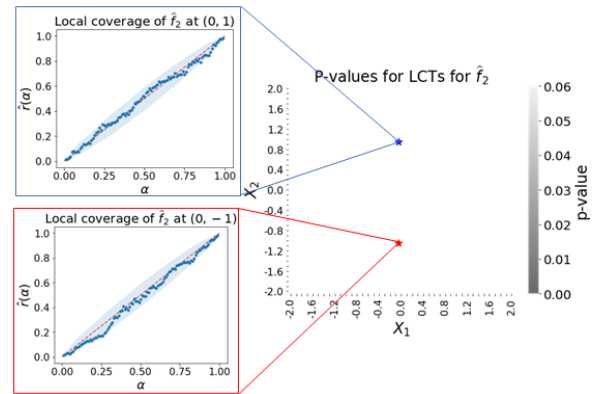 Local coverage of f̂₂ at (0, 1)
r̂(α)
1.0
0.8
0.6
0.4
0.2
0.0
0.00 0.25 0.50 0.75 1.00
α
Local coverage of f̂₂ at (0, −1)
r̂(α)
1.0
0.8
0.6
0.4
0.2
0.0
0.00 0.25 0.50 0.75 1.00
α
P-values for LCTs for f̂₂
X₂
2.0
1.6
1.2
0.8
0.4
0.0
-0.4
-0.8
-1.2
-1.6
-2.0
-2.0 -1.6 -1.2 -0.8 -0.4 0.0 0.4 0.8 1.2 1.6 2.0
X₁
0.06
0.05
0.04
0.03
0.02
0.01
0.00
p-value